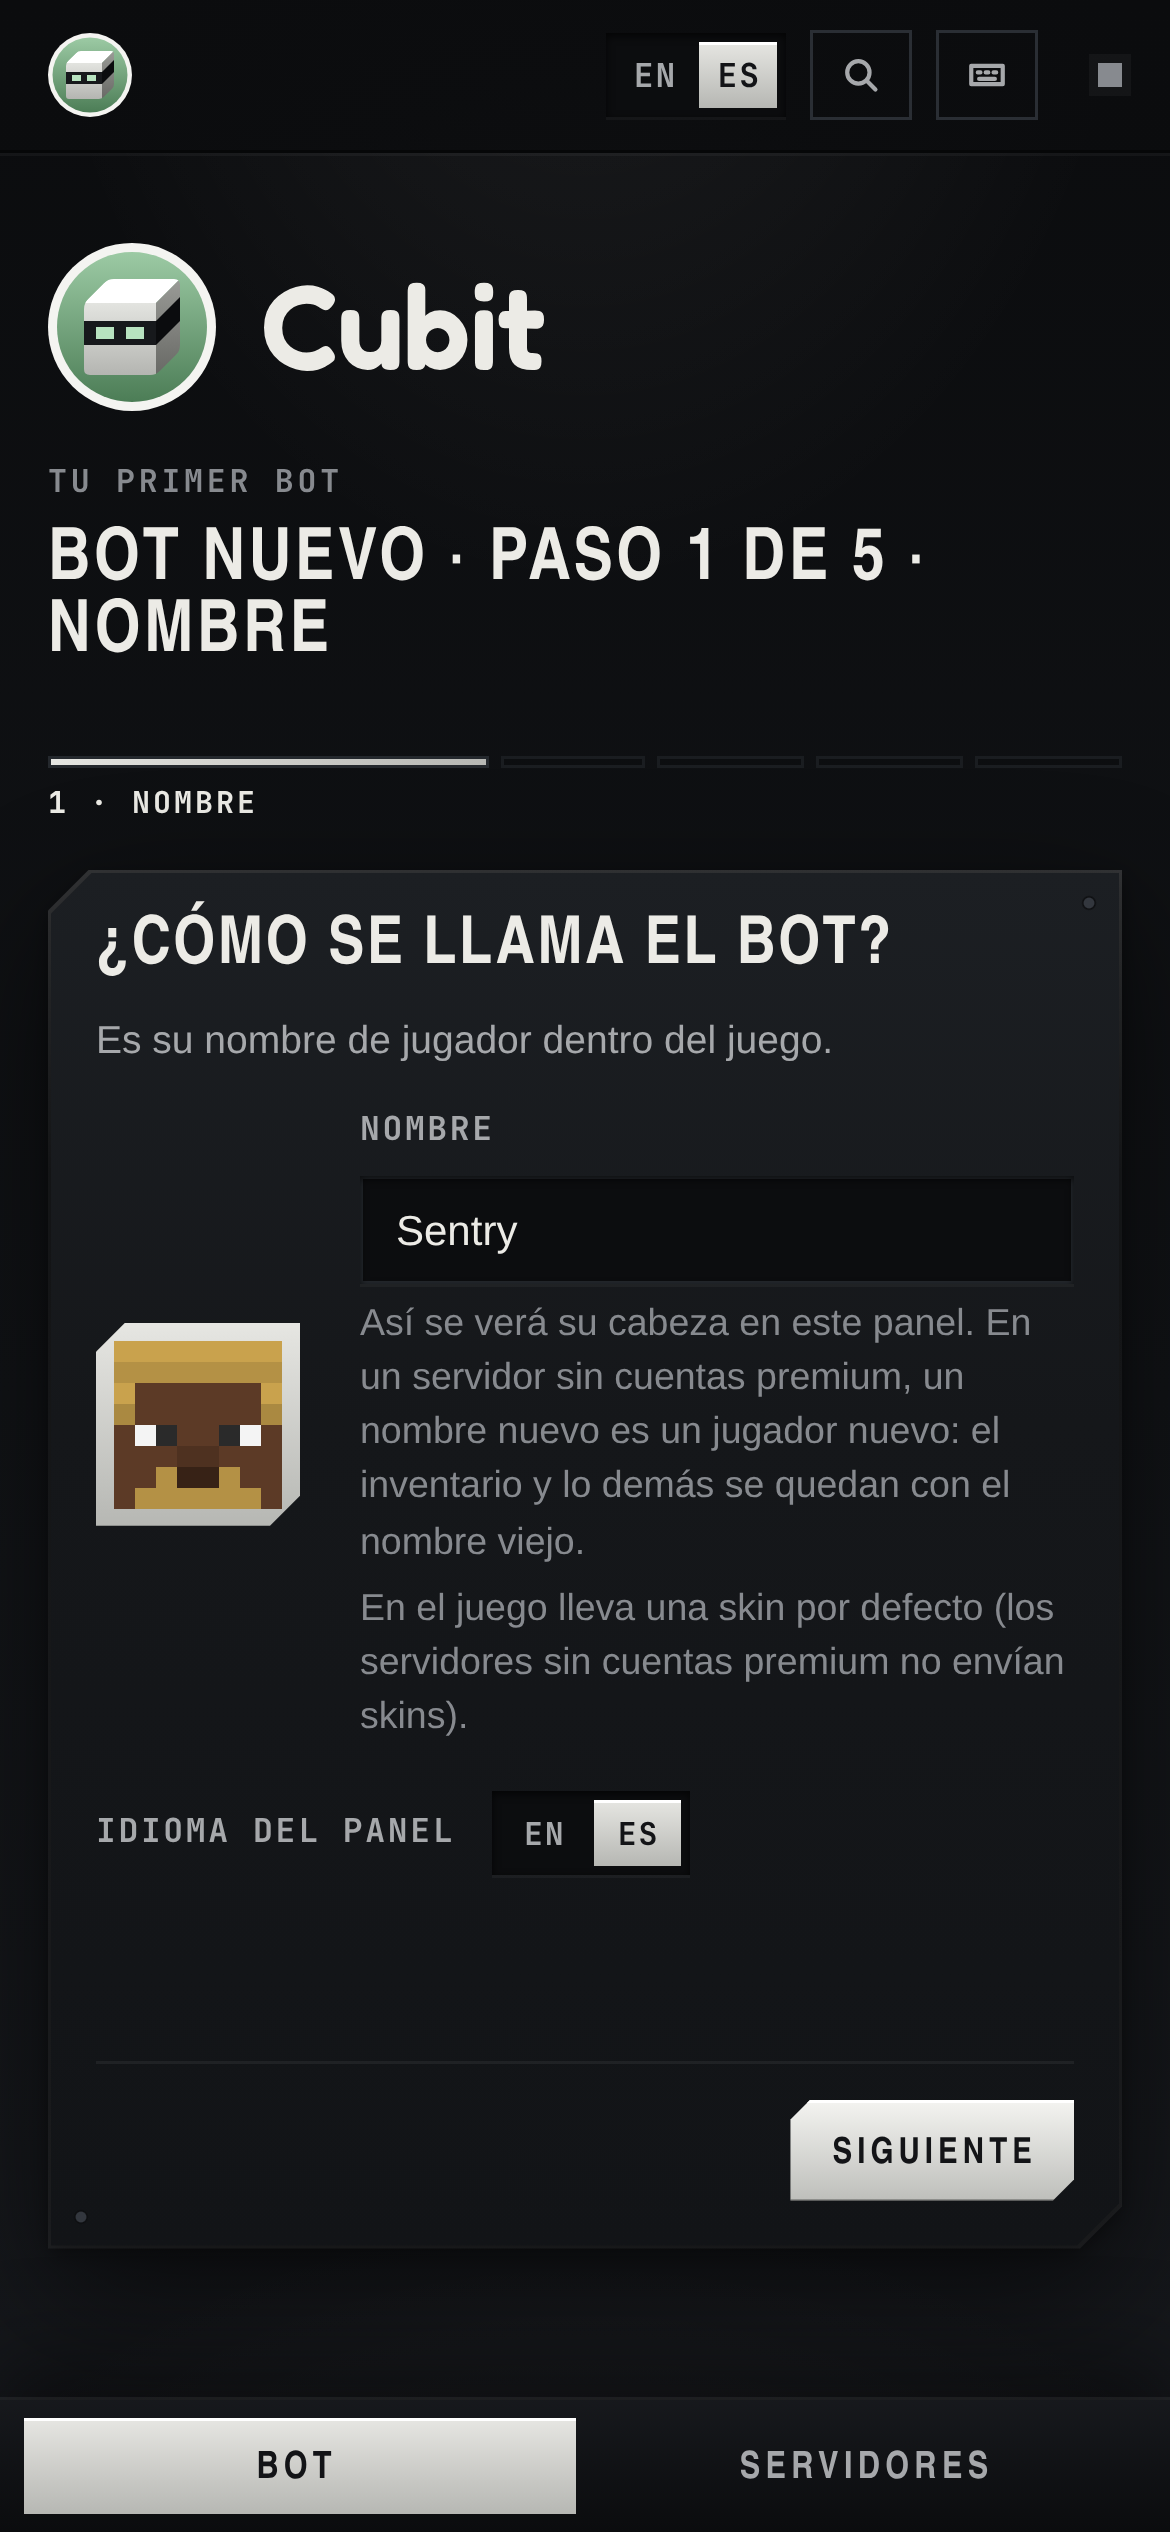 EN ES
Cubit
TU PRIMER BOT
BOT NUEVO · PASO 1 DE 5 ·
NOMBRE
1 · NOMBRE
¿CÓMO SE LLAMA EL BOT?
Es su nombre de jugador dentro del juego.
NOMBRE
Sentry
Así se verá su cabeza en este panel. En
un servidor sin cuentas premium, un
nombre nuevo es un jugador nuevo: el
inventario y lo demás se quedan con el
nombre viejo.
En el juego lleva una skin por defecto (los
servidores sin cuentas premium no envían
skins).
IDIOMA DEL PANEL EN ES
SIGUIENTE
BOT SERVIDORES